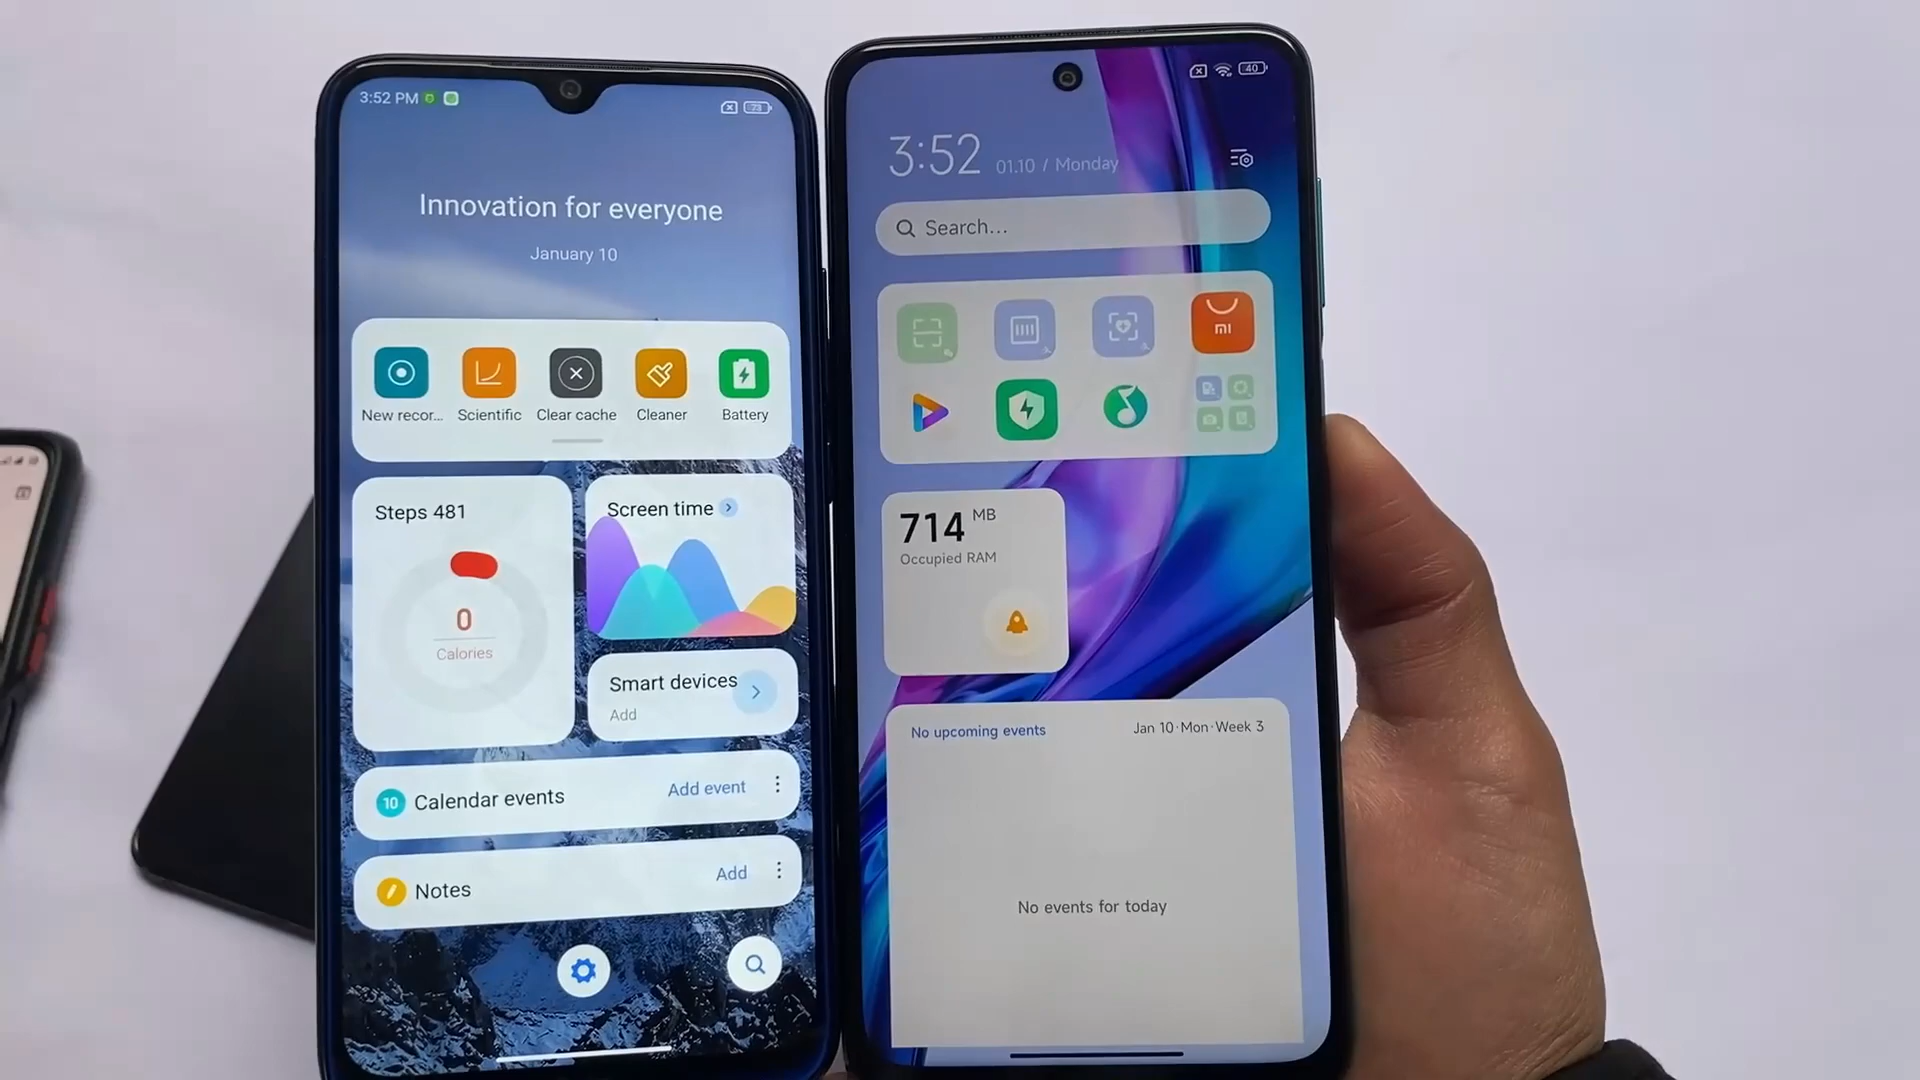 3:52 PM
73
Innovation for everyone
January 10
New recor...
Scientific
Clear cache
Cleaner
Battery
Steps 481
0
Calories
Screen time
Smart devices
Add
10
Calendar events
Add event
Notes
Add
40
3:52
01.10 / Monday
Search...
mi
714 MB
Occupied RAM
No upcoming events
Jan 10·Mon·Week 3
No events for today